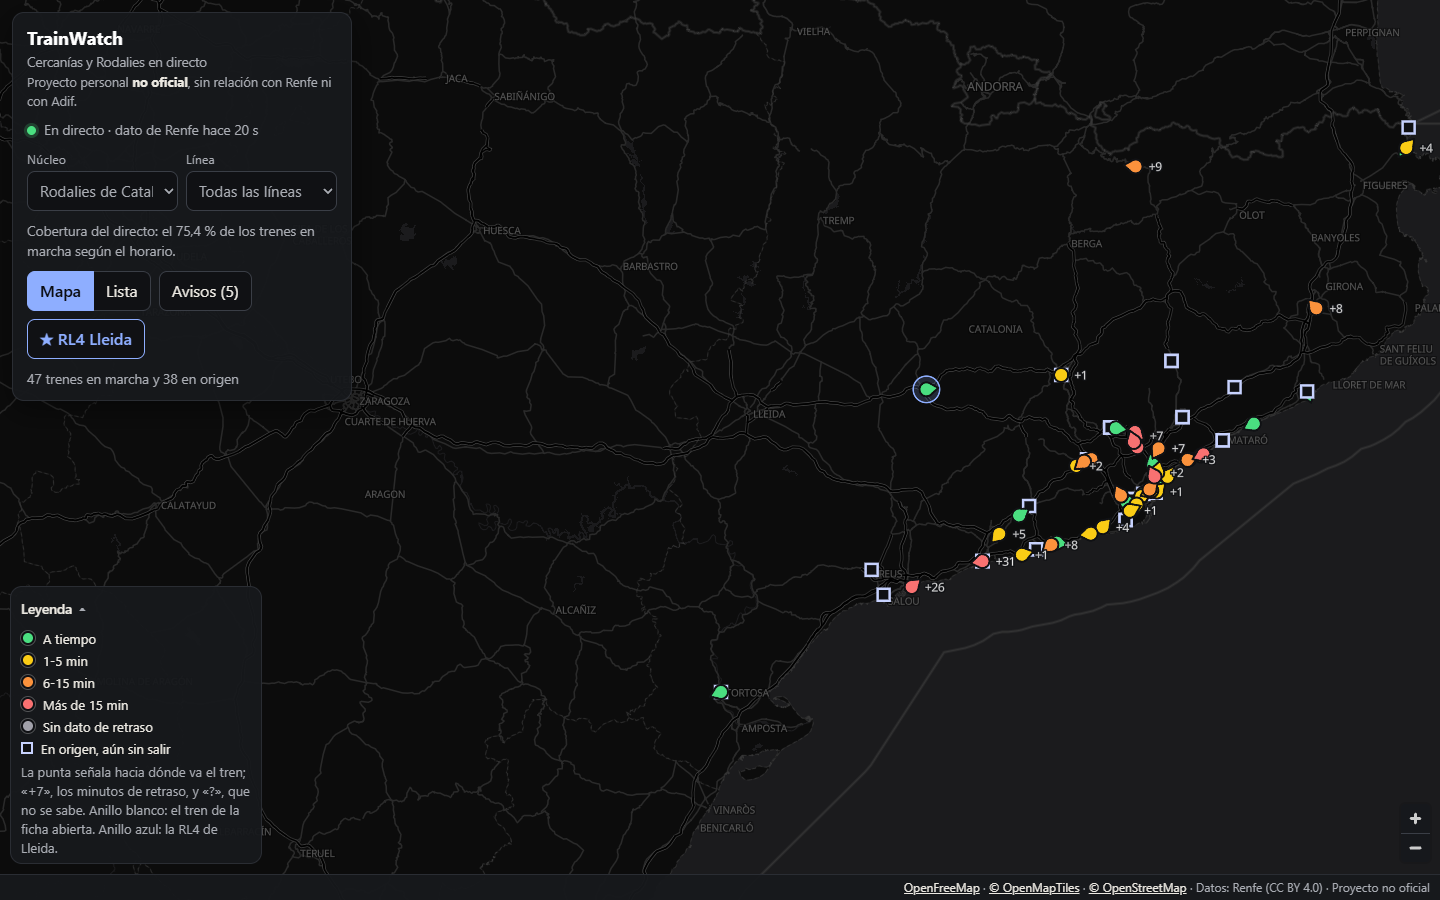 TrainWatch
Cercanías y Rodalies en directo
Proyecto personal no oficial, sin relación con Renfe ni
con Adif.
En directo · dato de Renfe hace 20 s
Núcleo
Línea
Rodalies de Catal
Todas las líneas
Cobertura del directo: el 75,4 % de los trenes en
marcha según el horario.
Mapa
Lista
Avisos (5)
★ RL4 Lleida
47 trenes en marcha y 38 en origen
VIELHA
PERPIGNAN
JACA
SABIÑÁNIGO
ANDORRA
+4
+9
FIGUERES
TREMP
OLOT
HUESCA
BERGA
BANYOLES
BARBASTRO
GIRONA
+8
PALA
CATALONIA
SANT FELIU
DE GUÍXOLS
+1
LLORET DE MAR
ZARAGOZA
LLEIDA
CUARTE DE HUERVA
+7
MATARÓ
+7
+3
+2
+2
ARAGON
+1
CALATAYUD
+1
+4
+5
+8
+1
+31
REUS
+26
SALOU
ALCAÑIZ
TORTOSA
AMPOSTA
VINARÒS
BENICARLÓ
TERUEL
Leyenda
A tiempo
1-5 min
6-15 min
Más de 15 min
Sin dato de retraso
En origen, aún sin salir
La punta señala hacia dónde va el tren;
«+7», los minutos de retraso, y «?», que
no se sabe. Anillo blanco: el tren de la
ficha abierta. Anillo azul: la RL4 de
Lleida.
+
−
OpenFreeMap · © OpenMapTiles · © OpenStreetMap · Datos: Renfe (CC BY 4.0) · Proyecto no oficial